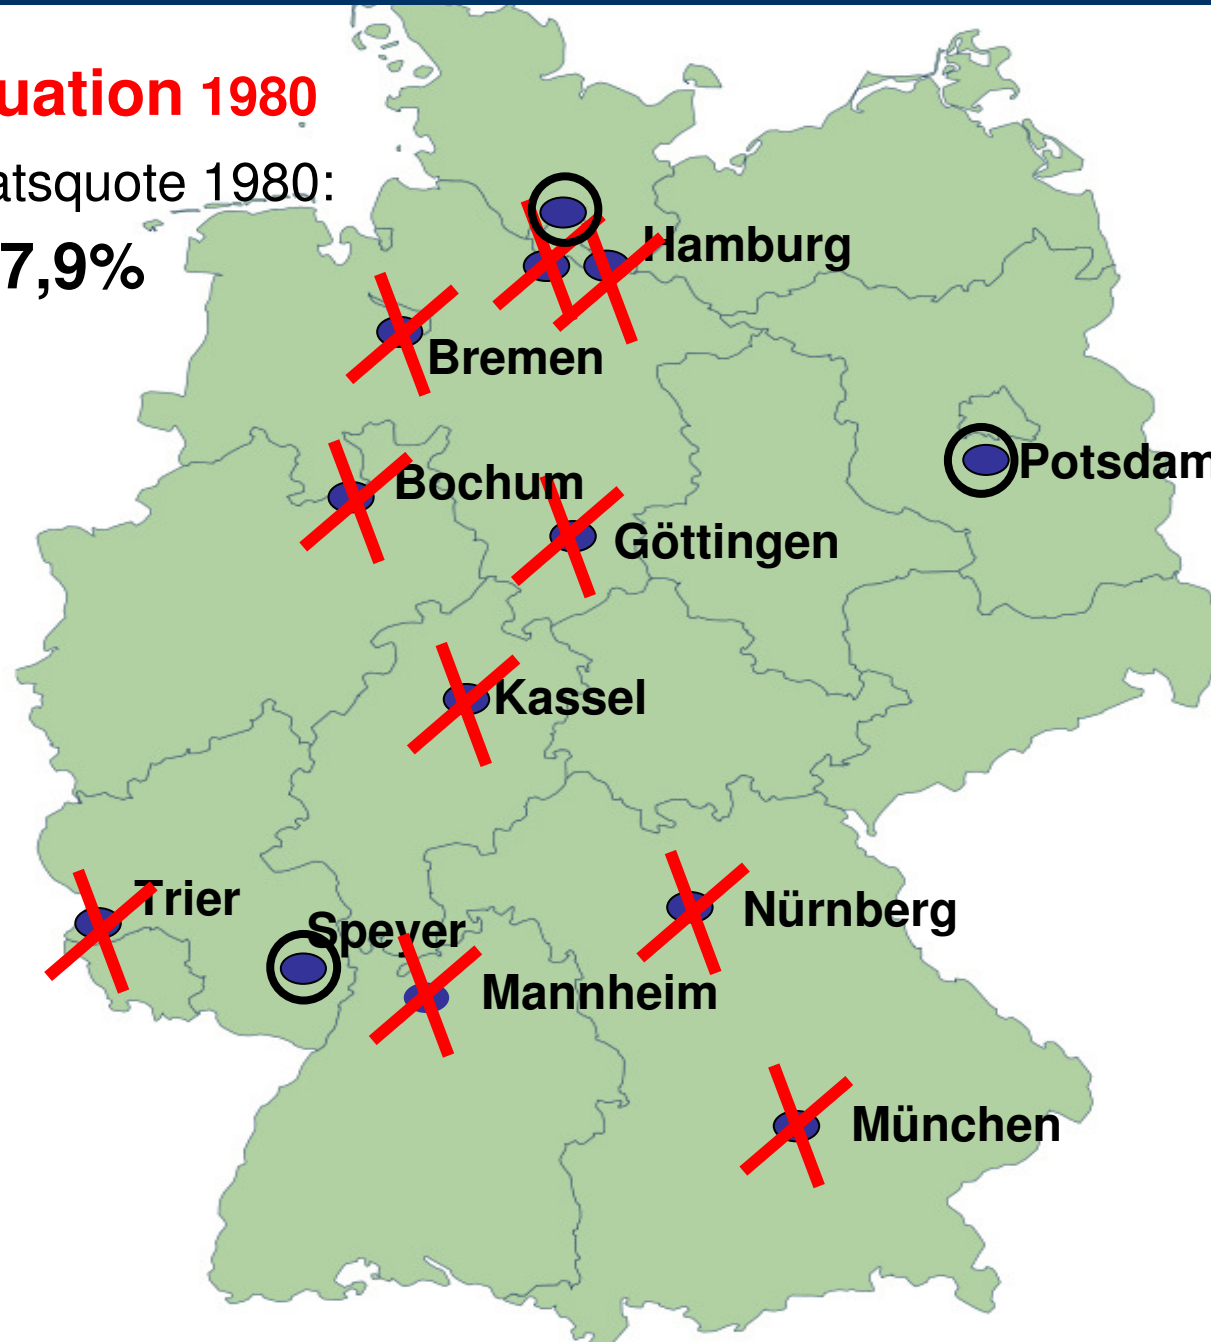 uation 1980
atsquote 1980:
7,9%
Hamburg
Bremen
Potsdam
Bochum
Göttingen
Kassel
Trier
Speyer
Nürnberg
Mannheim
München